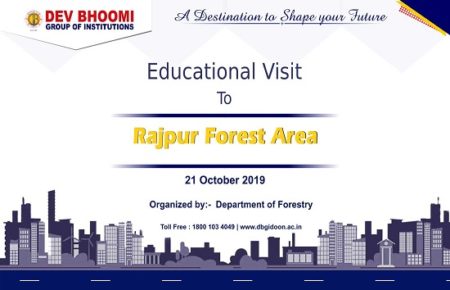 DEV BHOOMI
GROUP OF INSTITUTIONS
A Destination to Shape your Future
Educational Visit
To
Rajpur Forest Area
21 October 2019
Organized by:- Department of Forestry
Toll Free : 1800 103 4049 | www.dbgidoon.ac.in